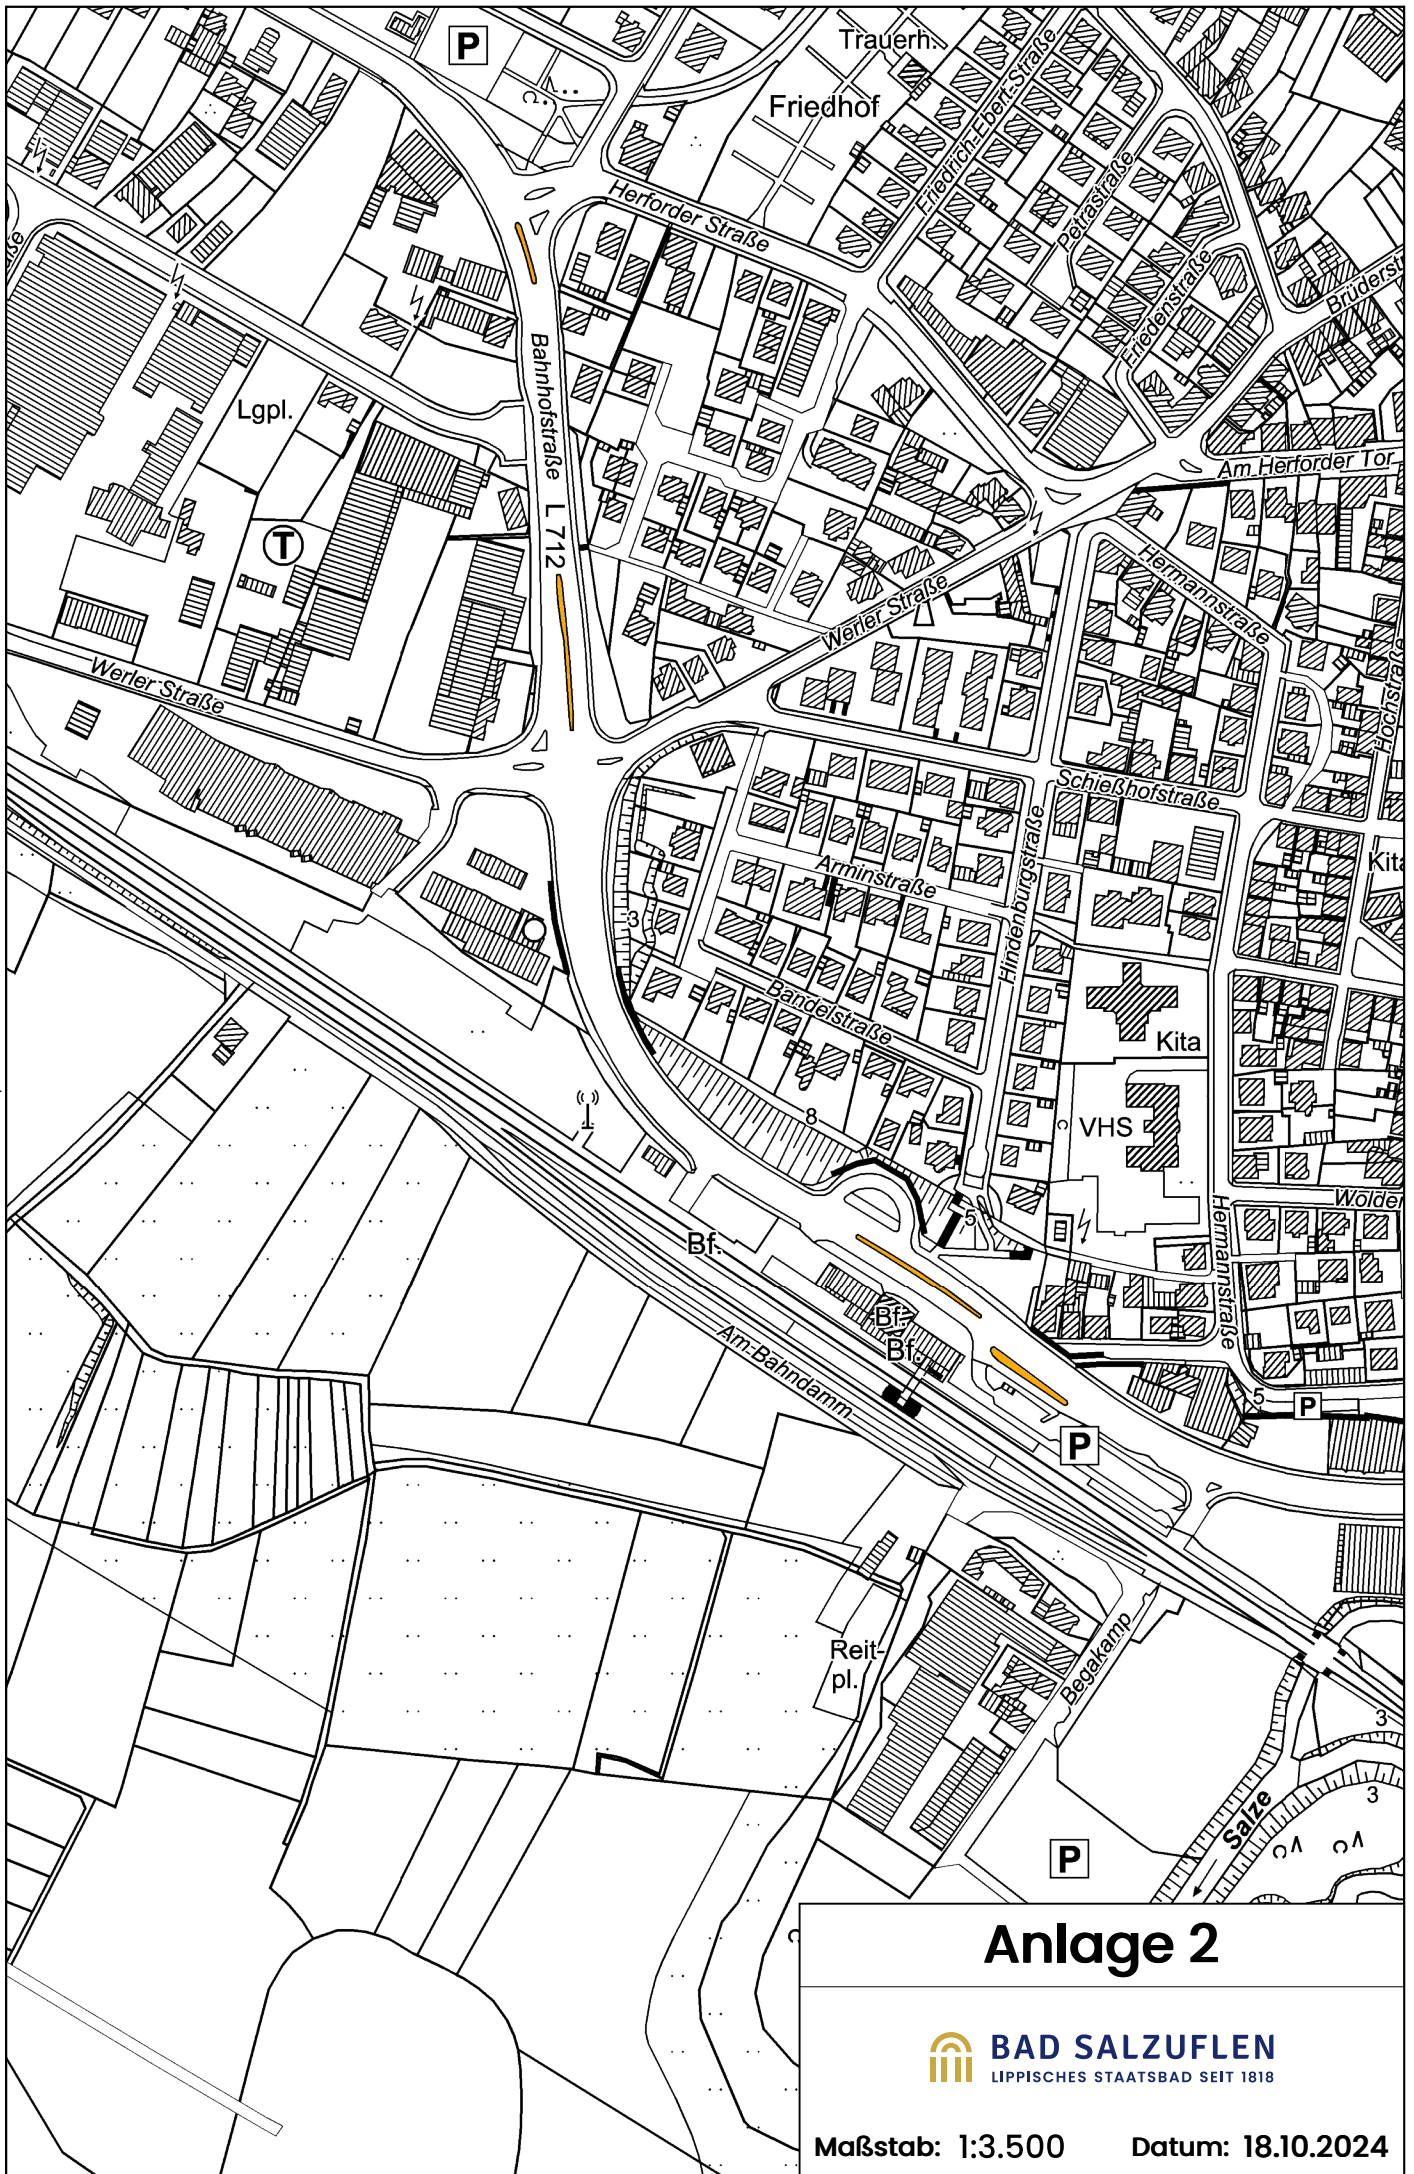 P
Trauerh.
Friedhof
Friedrich-Ebert-Straße
Petrastraße
Friedenstraße
Herforder Straße
Bahnhofstraße
L 712
Lgpl.
T
Am Herforder Tor
Hermannstraße
Hochstraße
Werler Straße
Werler Straße
Schießhofstraße
Hindenburgstraße
Arminstraße
Kita
3
Bandelstraße
Kita
8
VHS
5
Hermannstraße
Bf.
Bf.
Bf.
Am Bahndamm
5
P
P
Reit-
pl.
Begakamp
3
3
Salze
P
Anlage 2
BAD SALZUFLEN
LIPPISCHES STAATSBAD SEIT 1818
Maßstab: 1:3.500 Datum: 18.10.2024